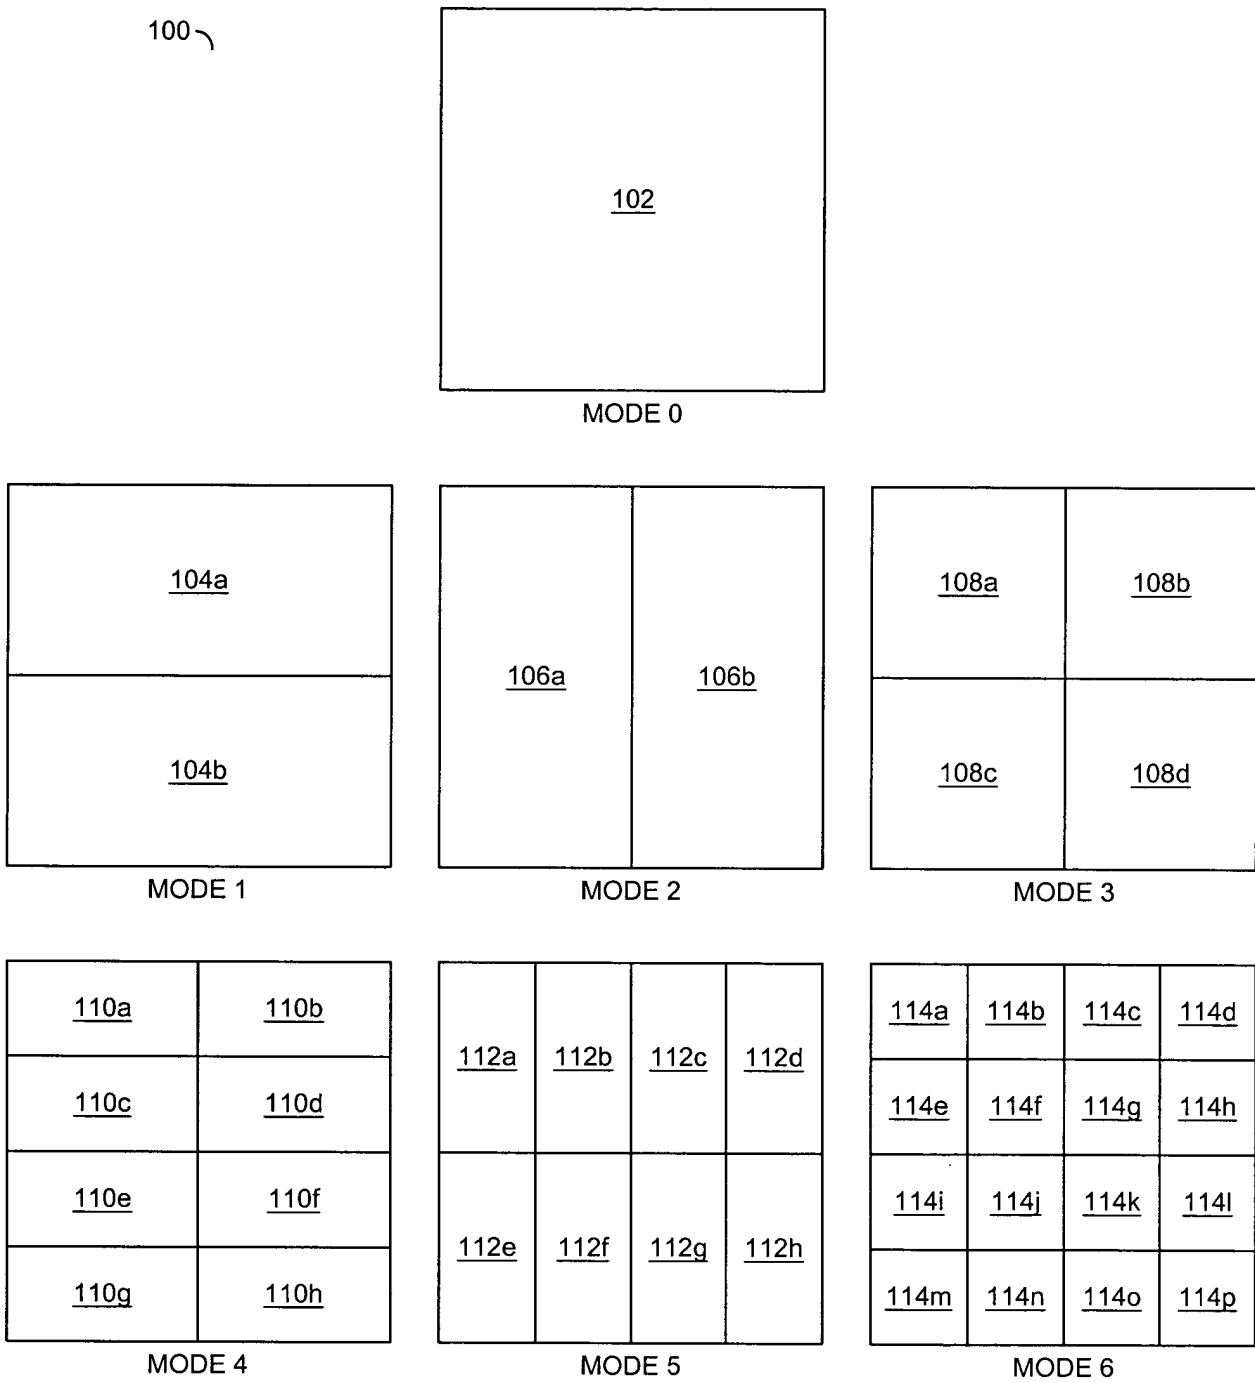 100
102
MODE 0
104a
104b
MODE 1
106a 106b
MODE 2
108a 108b
108c 108d
MODE 3
110a 110b
110c 110d
110e 110f
110g 110h
MODE 4
112a 112b 112c 112d
112e 112f 112g 112h
MODE 5
114a 114b 114c 114d
114e 114f 114g 114h
114i 114j 114k 114l
114m 114n 114o 114p
MODE 6